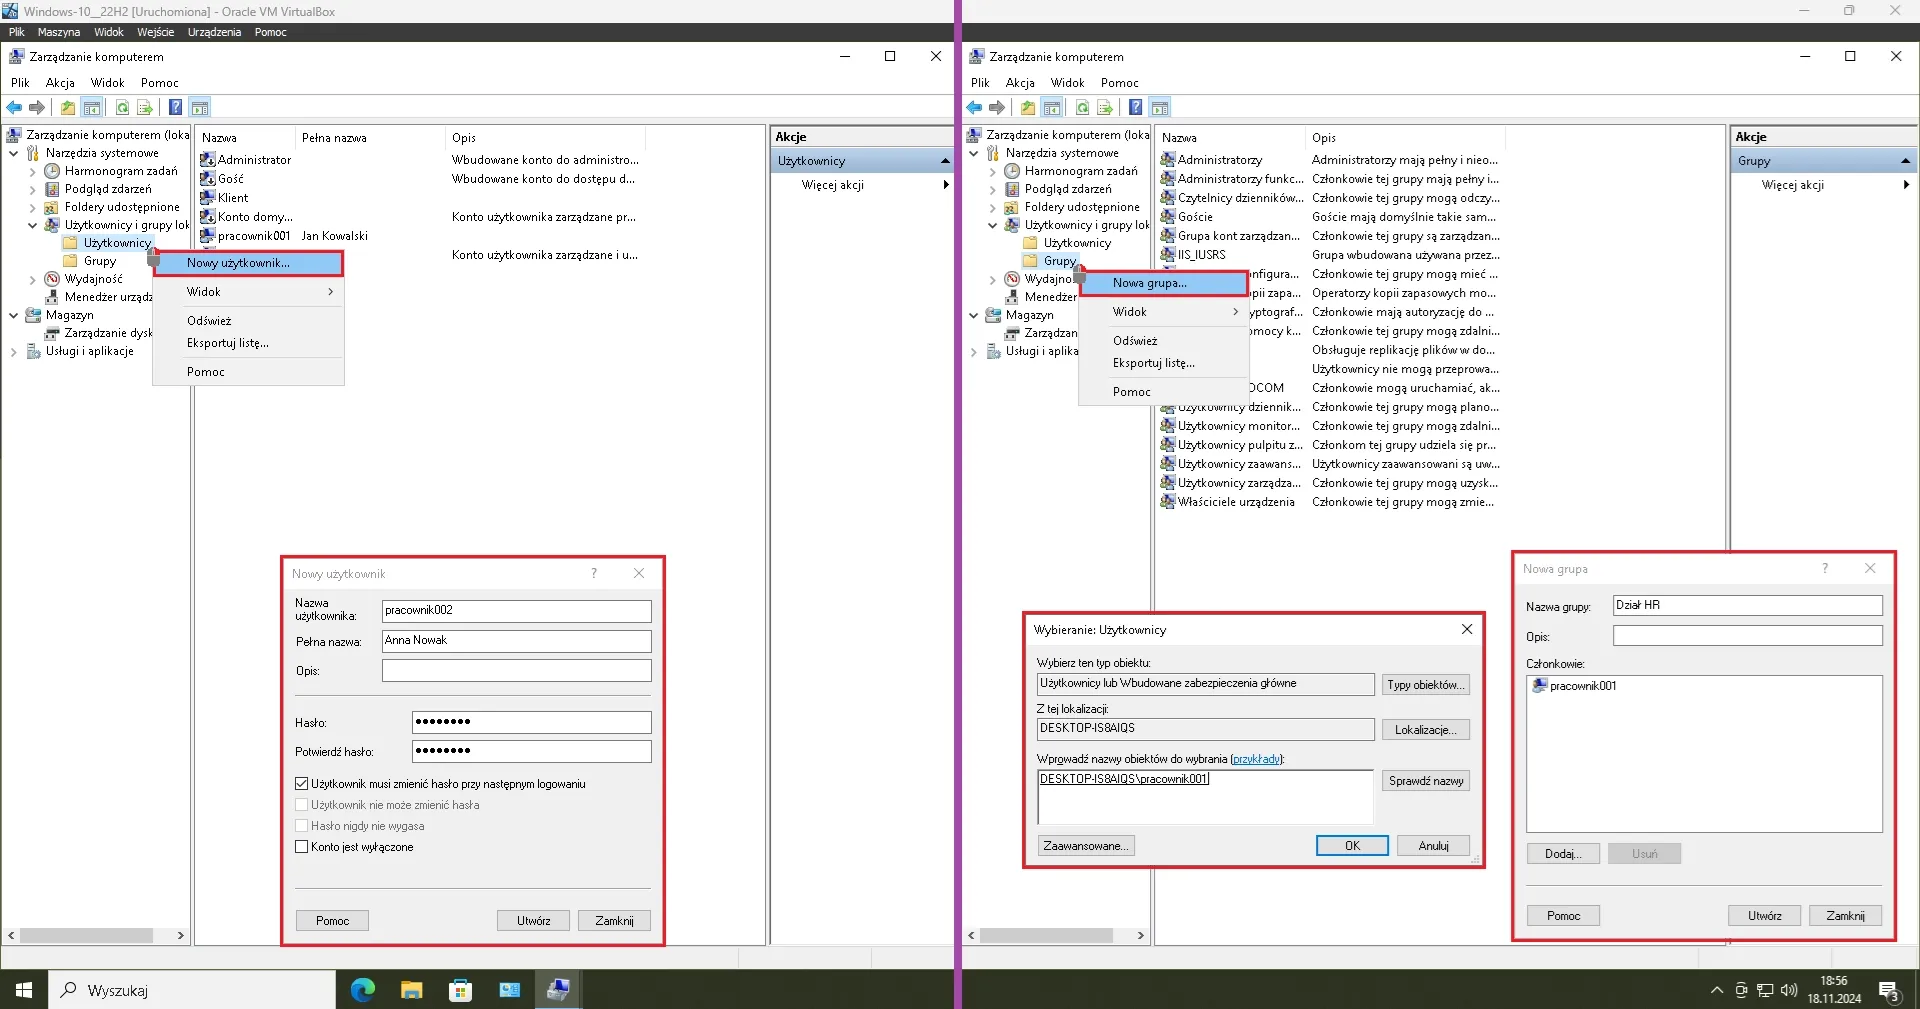 Windows-10__22H2 [Uruchomiona] - Oracle VM VirtualBox
Plik Maszyna Widok Wejście Urządzenia Pomoc
Zarządzanie komputerem
Plik Akcja Widok Pomoc
Zarządzanie komputerem (loka
Narzędzia systemowe
Harmonogram zadań
Podgląd zdarzeń
Foldery udostępnione
Użytkownicy i grupy lok
Użytkownicy
Grupy
Wydajność
Menedżer urządz
Magazyn
Zarządzanie dysk
Usługi i aplikacje
Nazwa Pełna nazwa Opis
Administrator Wbudowane konto do administro...
Gość Wbudowane konto do dostępu d...
Klient
Konto domy... Konto użytkownika zarządzane pr...
pracownik001 Jan Kowalski
Konto użytkownika zarządzane i u...
Akcje
Użytkownicy
Więcej akcji
Nowy użytkownik...
Widok
Odśwież
Eksportuj listę...
Pomoc
Nowy użytkownik ?
Nazwa
użytkownika: pracownik002
Pełna nazwa: Anna Nowak
Opis:
Hasło: ●●●●●●●●
Potwierdź hasło: ●●●●●●●●
Użytkownik musi zmienić hasło przy następnym logowaniu
Użytkownik nie może zmienić hasła
Hasło nigdy nie wygasa
Konto jest wyłączone
Pomoc Utwórz Zamknij
Zarządzanie komputerem
Plik Akcja Widok Pomoc
Zarządzanie komputerem (loka
Narzędzia systemowe
Harmonogram zadań
Podgląd zdarzeń
Foldery udostępnione
Użytkownicy i grupy lok
Użytkownicy
Grupy
Wydajno
Menedżer
Magazyn
Zarządzan
Usługi i aplika
Nazwa Opis
Administratorzy Administratorzy mają pełny i nieo...
Administratorzy funkc... Członkowie tej grupy mają pełny i...
Czytelnicy dzienników... Członkowie tej grupy mogą odczy...
Goście Goście mają domyślnie takie sam...
Grupa kont zarządzan... Członkowie tej grupy są zarządzan...
IIS_IUSRS Grupa wbudowana używana przez...
onfigura... Członkowie tej grupy mogą mieć ...
pii zapa... Operatorzy kopii zapasowych mo...
yptograf... Członkowie mają autoryzację do ...
omocy k... Członkowie tej grupy mogą zdalni...
Obsługuje replikację plików w do...
Użytkownicy nie mogą przeprowa...
OCOM Członkowie mogą uruchamiać, ak...
Użytkownicy dziennik... Członkowie tej grupy mogą plano...
Użytkownicy monitor... Członkowie tej grupy mogą zdalni...
Użytkownicy pulpitu z... Członkom tej grupy udziela się pr...
Użytkownicy zaawans... Użytkownicy zaawansowani są uw...
Użytkownicy zarządza... Członkowie tej grupy mogą uzysk...
Właściciele urządzenia Członkowie tej grupy mogą zmie...
Akcje
Grupy
Więcej akcji
Nowa grupa...
Widok
Odśwież
Eksportuj listę...
Pomoc
Wybieranie: Użytkownicy
Wybierz ten typ obiektu:
Użytkownicy lub Wbudowane zabezpieczenia główne Typy obiektów...
Z tej lokalizacji:
DESKTOP-IS8AIQS Lokalizacje...
Wprowadź nazwy obiektów do wybrania (przykłady):
DESKTOP-IS8AIQS\pracownik001 Sprawdź nazwy
Zaawansowane... OK Anuluj
Nowa grupa ?
Nazwa grupy: Dział HR
Opis:
Członkowie:
pracownik001
Dodaj... Usuń
Pomoc Utwórz Zamknij
Wyszukaj
18:56
18.11.2024
3